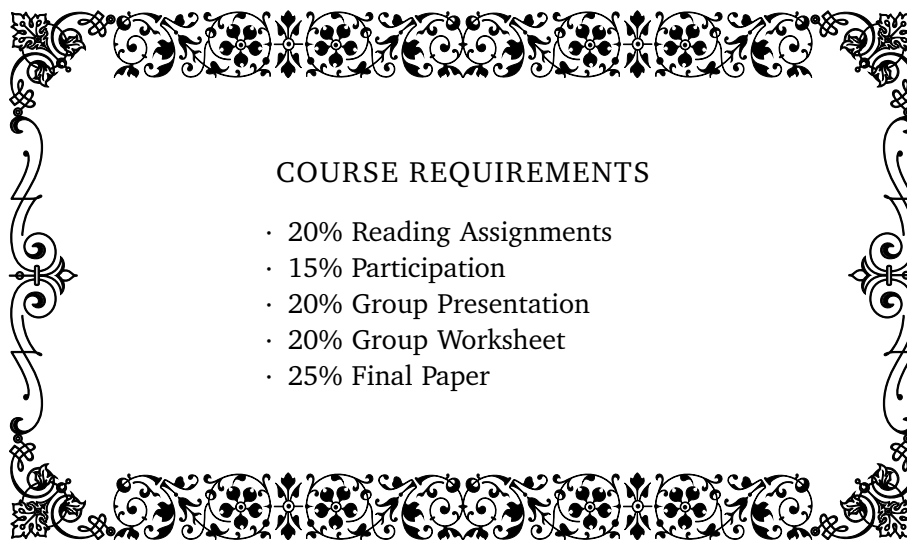 COURSE REQUIREMENTS
· 20% Reading Assignments
· 15% Participation
· 20% Group Presentation
· 20% Group Worksheet
· 25% Final Paper